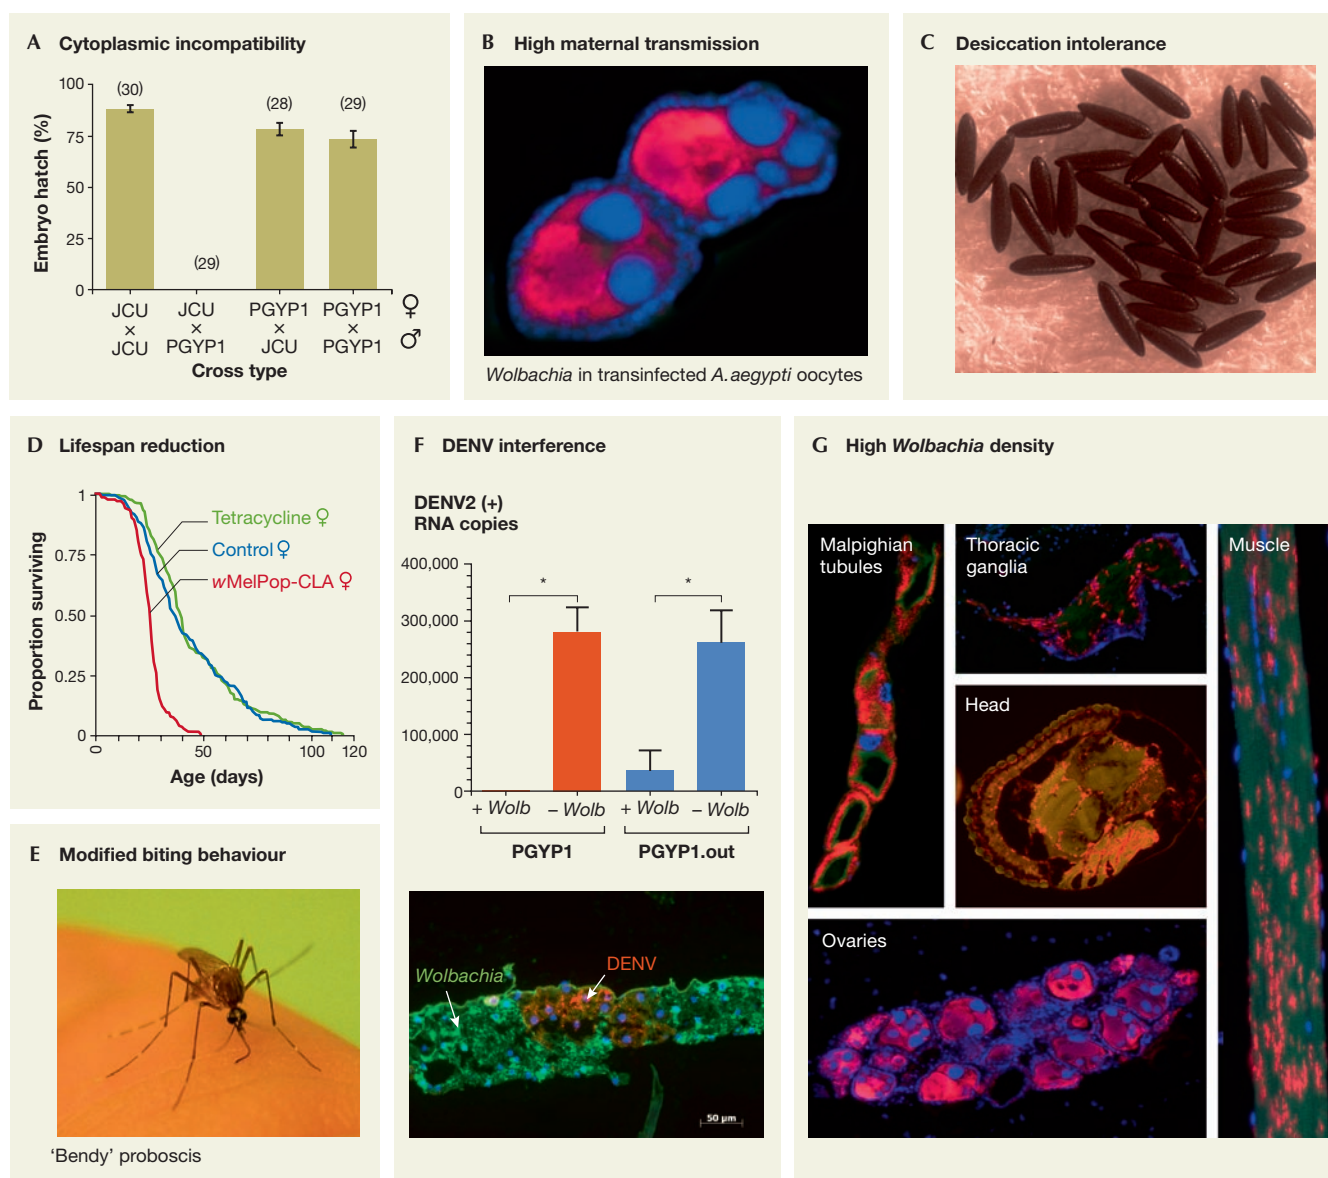 A Cytoplasmic incompatibility
Embryo hatch (%)
100
75
50
25
0
(30)
(29)
(28)
(29)
JCU JCU PGYP1 PGYP1 ♀
× × × ×
JCU PGYP1 JCU PGYP1 ♂
Cross type
B High maternal transmission
Wolbachia in transinfected A. aegypti oocytes
C Desiccation intolerance
D Lifespan reduction
Proportion surviving
1
0.75
0.50
0.25
0
Tetracycline ♀
Control ♀
wMelPop-CLA ♀
0 50 100 120
Age (days)
E Modified biting behaviour
'Bendy' proboscis
F DENV interference
DENV2 (+)
RNA copies
400,000
300,000
200,000
100,000
0
* *
+ Wolb – Wolb + Wolb – Wolb
PGYP1 PGYP1.out
Wolbachia
DENV
50 µm
G High Wolbachia density
Malpighian
tubules
Thoracic
ganglia
Muscle
Head
Ovaries